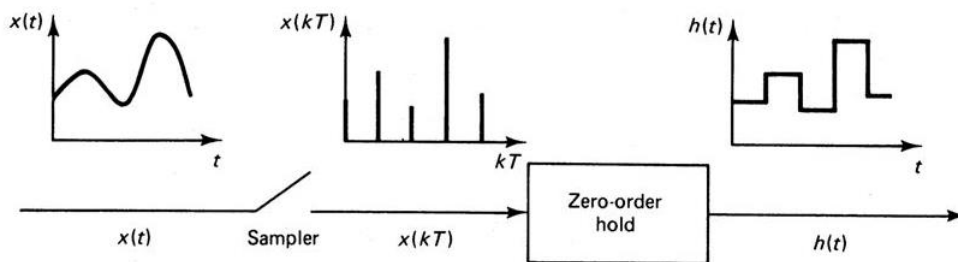 x(t)
x(kT)
h(t)
t
kT
t
Zero-order
hold
x(t)
Sampler
x(kT)
h(t)